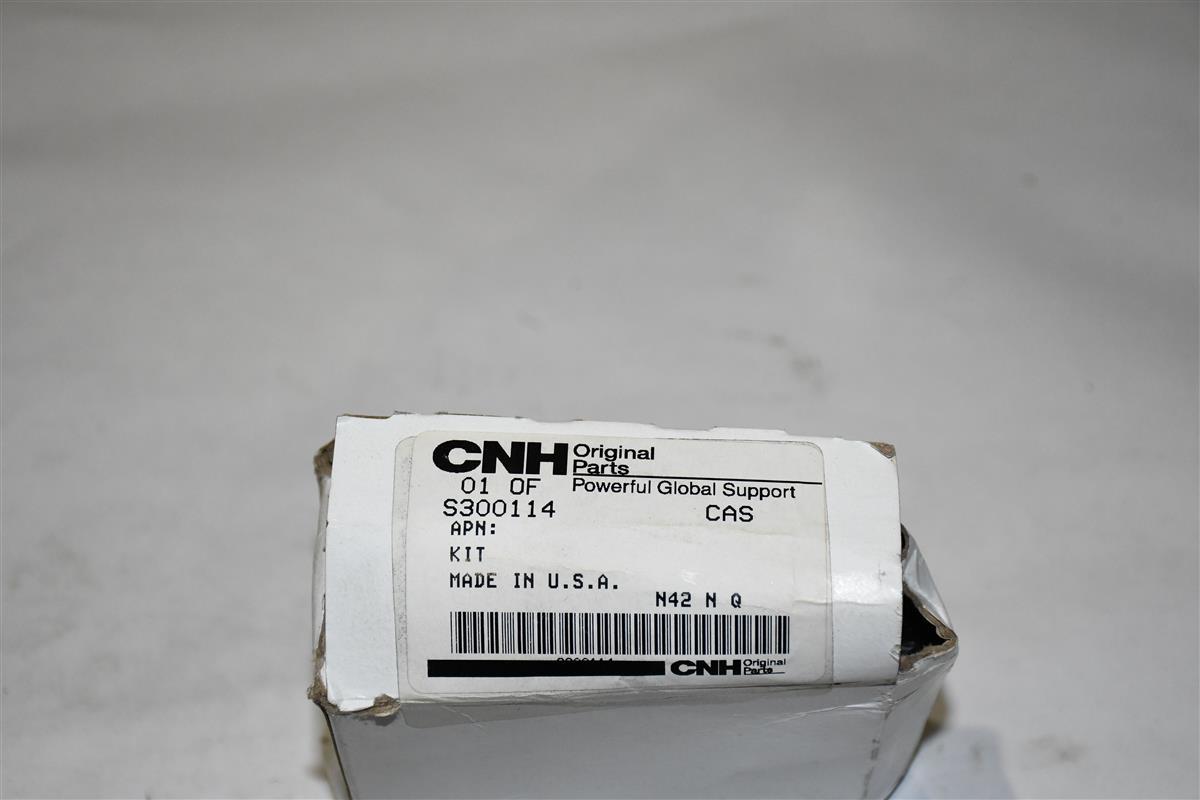 CNH Original
Parts
Powerful Global Support
01 OF
S300114 CAS
APN:
KIT
MADE IN U.S.A.
N42 N Q
CNH Original
Parts